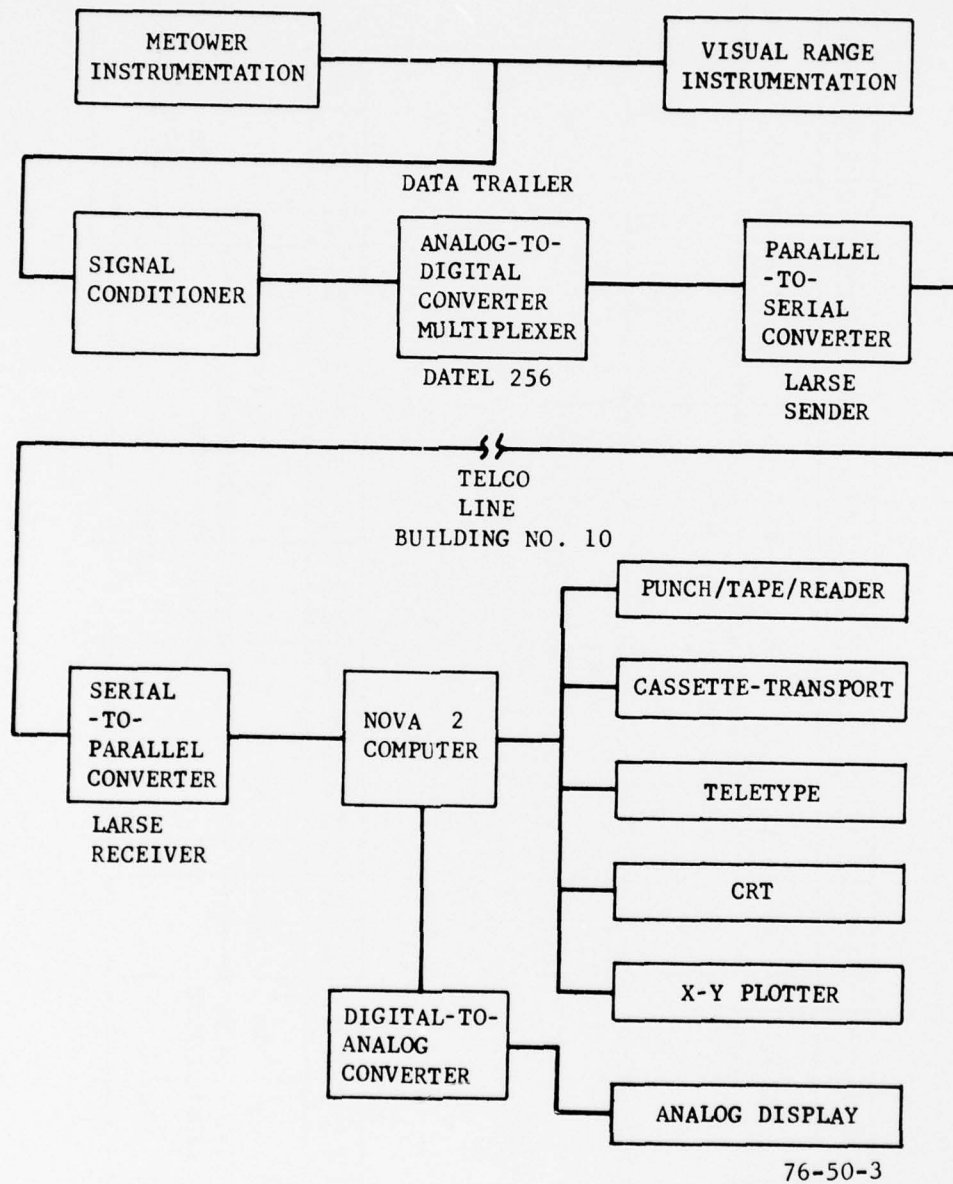 METOWER
INSTRUMENTATION
VISUAL RANGE
INSTRUMENTATION
DATA TRAILER
SIGNAL
CONDITIONER
ANALOG-TO-
DIGITAL
CONVERTER
MULTIPLEXER
DATEL 256
PARALLEL
-TO-
SERIAL
CONVERTER
LARSE
SENDER
TELCO
LINE
BUILDING NO. 10
SERIAL
-TO-
PARALLEL
CONVERTER
LARSE
RECEIVER
NOVA 2
COMPUTER
PUNCH/TAPE/READER
CASSETTE-TRANSPORT
TELETYPE
CRT
X-Y PLOTTER
DIGITAL-TO-
ANALOG
CONVERTER
ANALOG DISPLAY
76-50-3